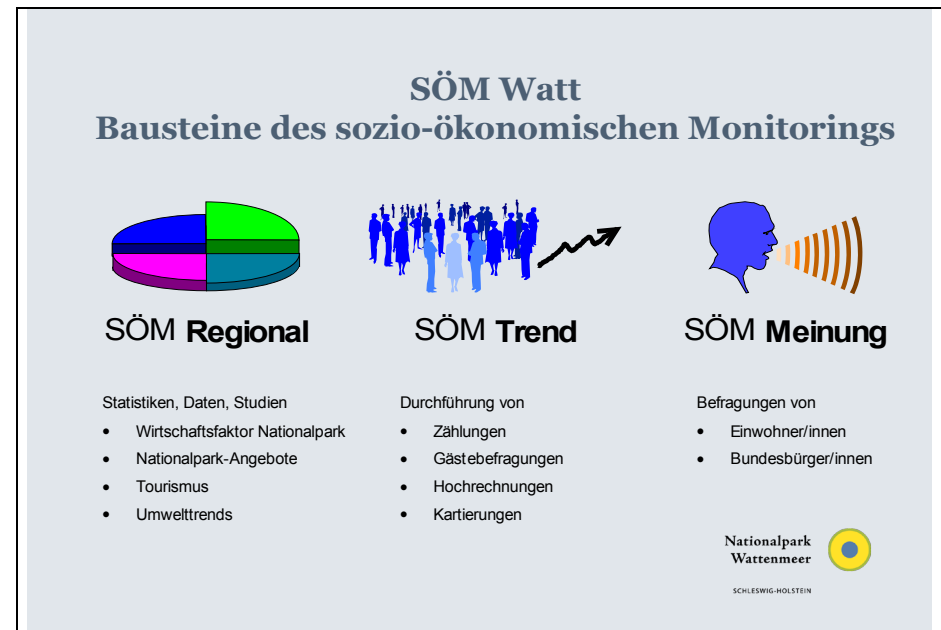 SÖM Watt
Bausteine des sozio-ökonomischen Monitorings
SÖM Regional
Statistiken, Daten, Studien
• Wirtschaftsfaktor Nationalpark
• Nationalpark-Angebote
• Tourismus
• Umwelttrends
SÖM Trend
Durchführung von
• Zählungen
• Gästebefragungen
• Hochrechnungen
• Kartierungen
SÖM Meinung
Befragungen von
• Einwohner/innen
• Bundesbürger/innen
Nationalpark
Wattenmeer
SCHLESWIG-HOLSTEIN